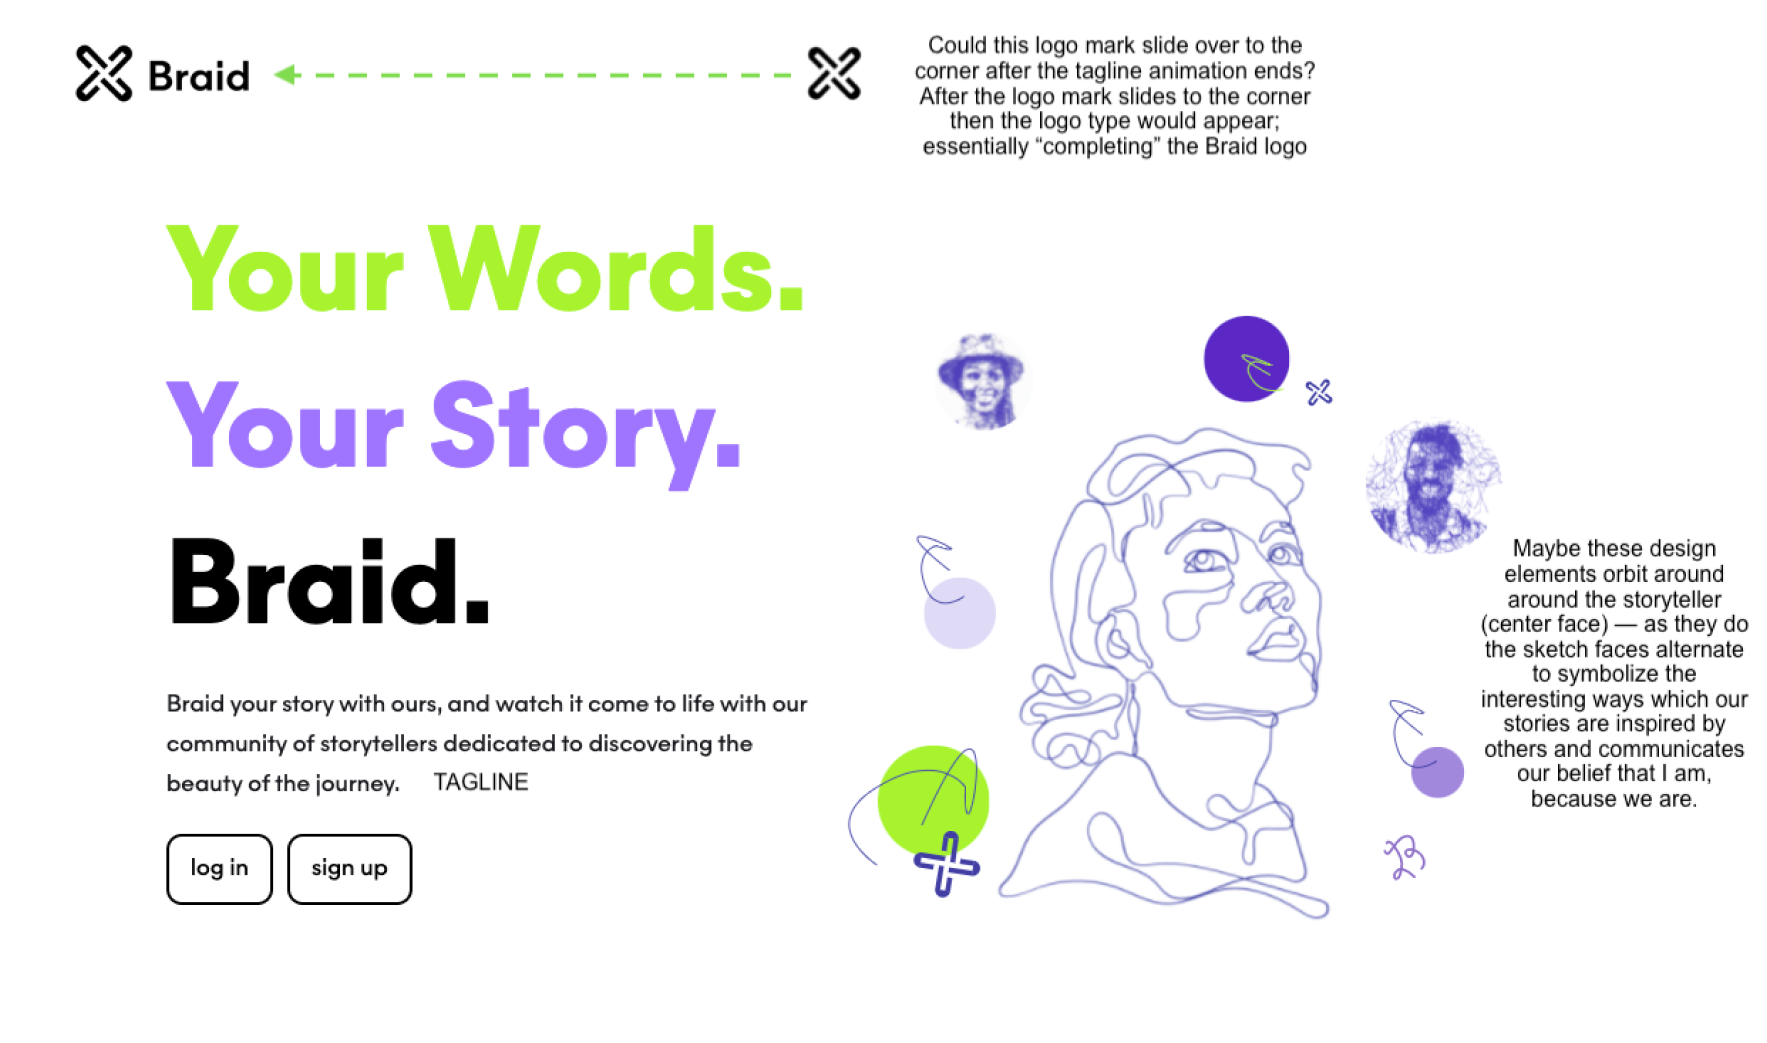 Braid
Could this logo mark slide over to the
corner after the tagline animation ends?
After the logo mark slides to the corner
then the logo type would appear;
essentially “completing” the Braid logo
Your Words.
Your Story.
Braid.
Braid your story with ours, and watch it come to life with our
community of storytellers dedicated to discovering the
beauty of the journey. TAGLINE
log in
sign up
Maybe these design
elements orbit around
around the storyteller
(center face) — as they do
the sketch faces alternate
to symbolize the
interesting ways which our
stories are inspired by
others and communicates
our belief that I am,
because we are.